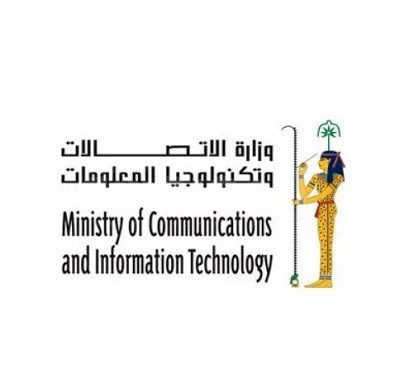 وزارة الاتصالات
وتكنولوجيا المعلومات
Ministry of Communications
and Information Technology